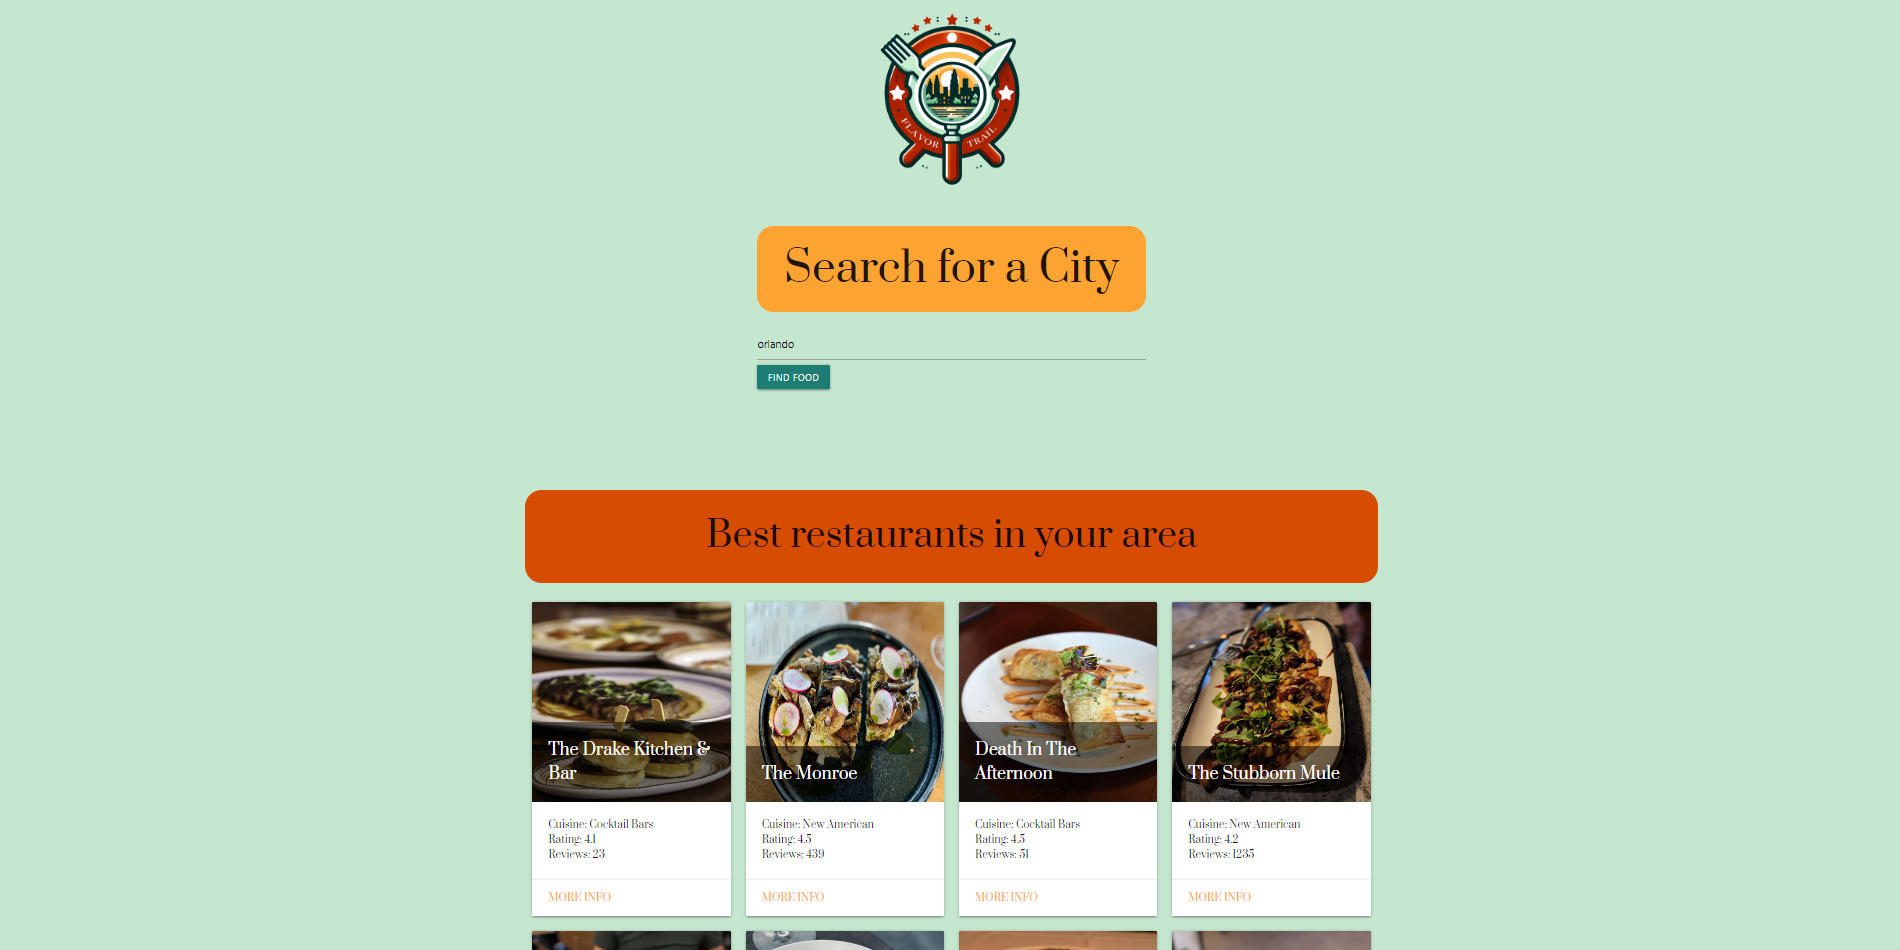 FLAVOR TRAIL
Search for a City
orlando
FIND FOOD
Best restaurants in your area
The Drake Kitchen &
Bar
The Monroe
Death In The
Afternoon
The Stubborn Mule
Cuisine: Cocktail Bars
Rating: 4.1
Reviews: 23
Cuisine: New American
Rating: 4.5
Reviews: 439
Cuisine: Cocktail Bars
Rating: 4.5
Reviews: 51
Cuisine: New American
Rating: 4.2
Reviews: 1235
MORE INFO
MORE INFO
MORE INFO
MORE INFO